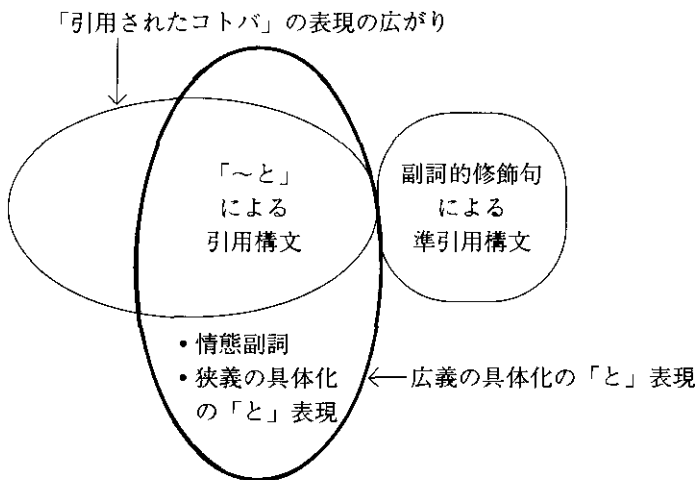 「引用されたコトバ」の表現の広がり
「～と」
による
引用構文
副詞的修飾句
による
準引用構文
• 情態副詞
• 狭義の具体化
の「と」表現
広義の具体化の「と」表現